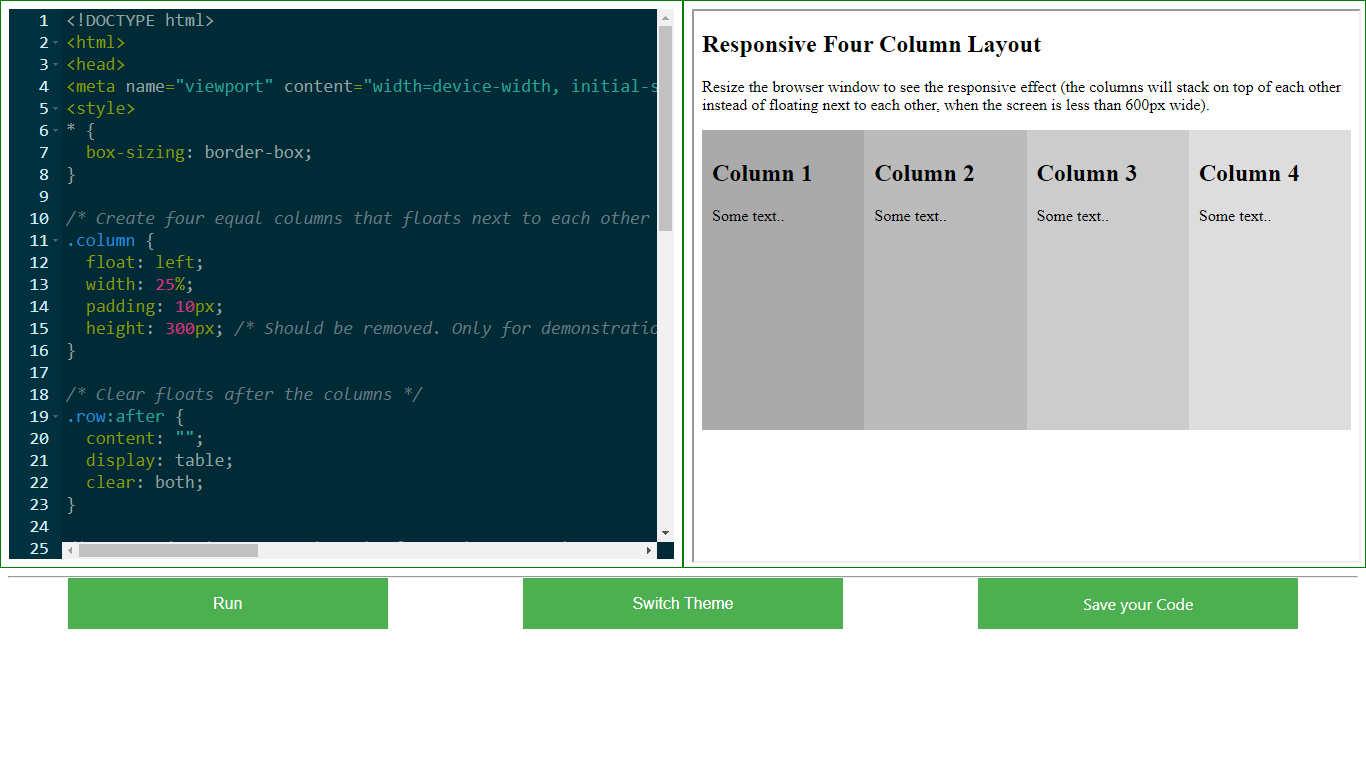 1 <!DOCTYPE html>
2 <html>
3 <head>
4 <meta name="viewport" content="width=device-width, initial-s
5 <style>
6 * {
7   box-sizing: border-box;
8 }
9
10 /* Create four equal columns that floats next to each other
11 .column {
12   float: left;
13   width: 25%;
14   padding: 10px;
15   height: 300px; /* Should be removed. Only for demonstratio
16 }
17
18 /* Clear floats after the columns */
19 .row:after {
20   content: "";
21   display: table;
22   clear: both;
23 }
24
25
Responsive Four Column Layout
Resize the browser window to see the responsive effect (the columns will stack on top of each other
instead of floating next to each other, when the screen is less than 600px wide).
Column 1
Some text..
Column 2
Some text..
Column 3
Some text..
Column 4
Some text..
Run
Switch Theme
Save your Code